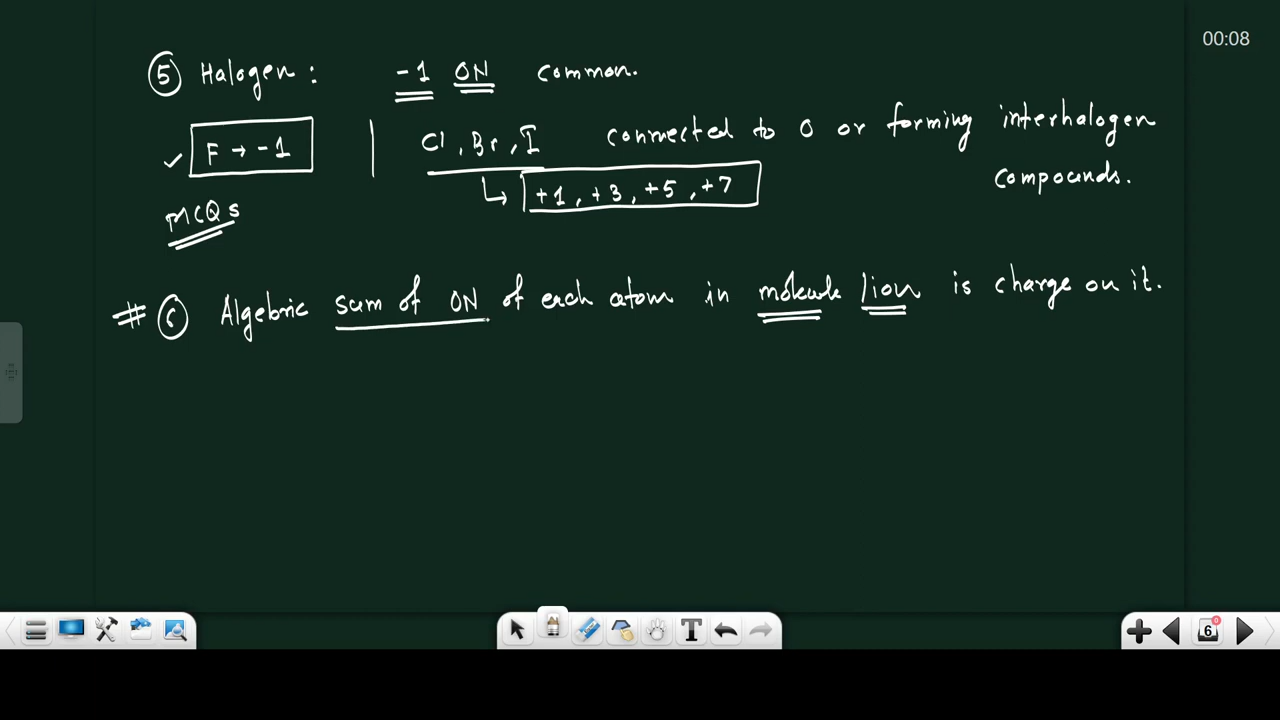 00:08
⑤ Halogen : -1 ON common.
F → -1 | Cl, Br, I connected to O or forming interhalogen
compounds.
↳ +1, +3, +5, +7
MCQs
# ⑥ Algebric sum of ON of each atom in molecule / ion is charge on it.
T
6